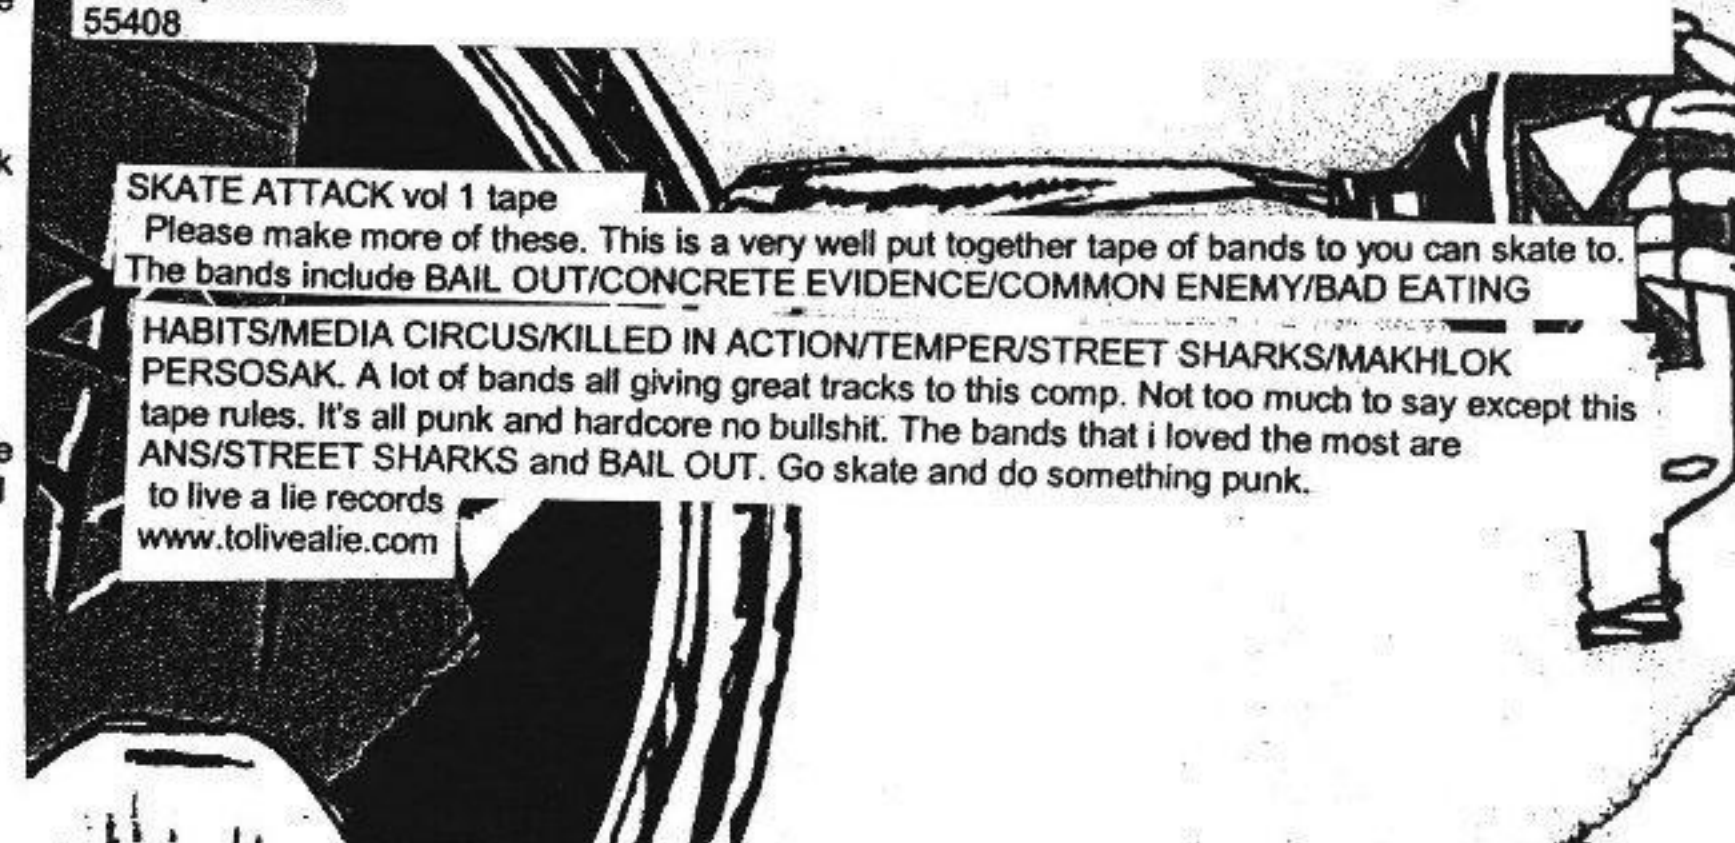 55408
SKATE ATTACK vol 1 tape
Please make more of these. This is a very well put together tape of bands to you can skate to.
The bands include BAIL OUT/CONCRETE EVIDENCE/COMMON ENEMY/BAD EATING
HABITS/MEDIA CIRCUS/KILLED IN ACTION/TEMPER/STREET SHARKS/MAKHLOK
PERSOSAK. A lot of bands all giving great tracks to this comp. Not too much to say except this
tape rules. It's all punk and hardcore no bullshit. The bands that i loved the most are
ANS/STREET SHARKS and BAIL OUT. Go skate and do something punk.
to live a lie records
www.tolivealie.com